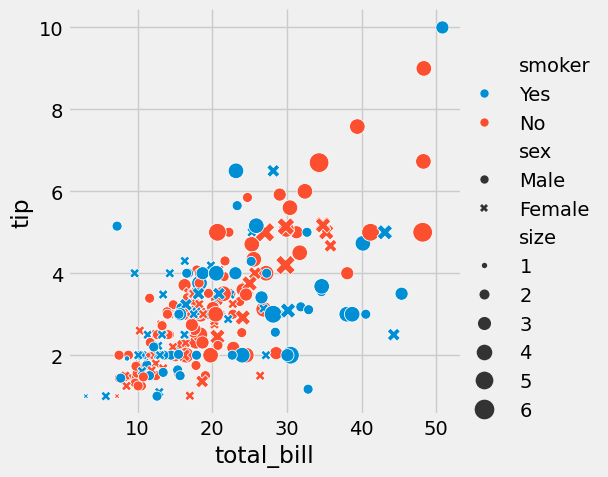 10
8
6
4
2
tip
10 20 30 40 50
total_bill
smoker
Yes
No
sex
Male
Female
size
1
2
3
4
5
6